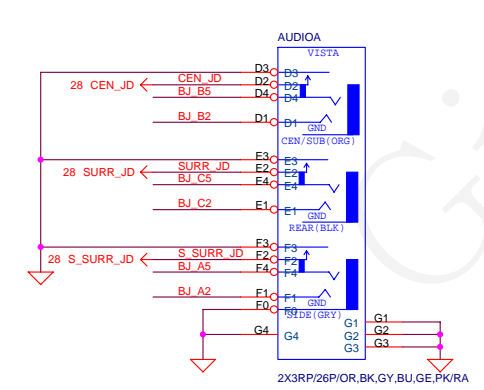 AUDIOA
VISTA
D3 D3
28 CEN_JD CEN_JD D2 D2
BJ_B5 D4 D4
BJ_B2 D1 D1
GND
CEN/SUB(ORG)
E3 E3
28 SURR_JD SURR_JD E2 E2
BJ_C5 E4 E4
BJ_C2 E1 E1
GND
REAR(BLK)
F3 F3
28 S_SURR_JD S_SURR_JD F2 F2
BJ_A5 F4 F4
BJ_A2 F1 F1
GND
F0 F0 SIDE(GRY)
G1 G1
G4 G4 G2 G2
G3 G3
2X3RP/26P/OR,BK,GY,BU,GE,PK/RA